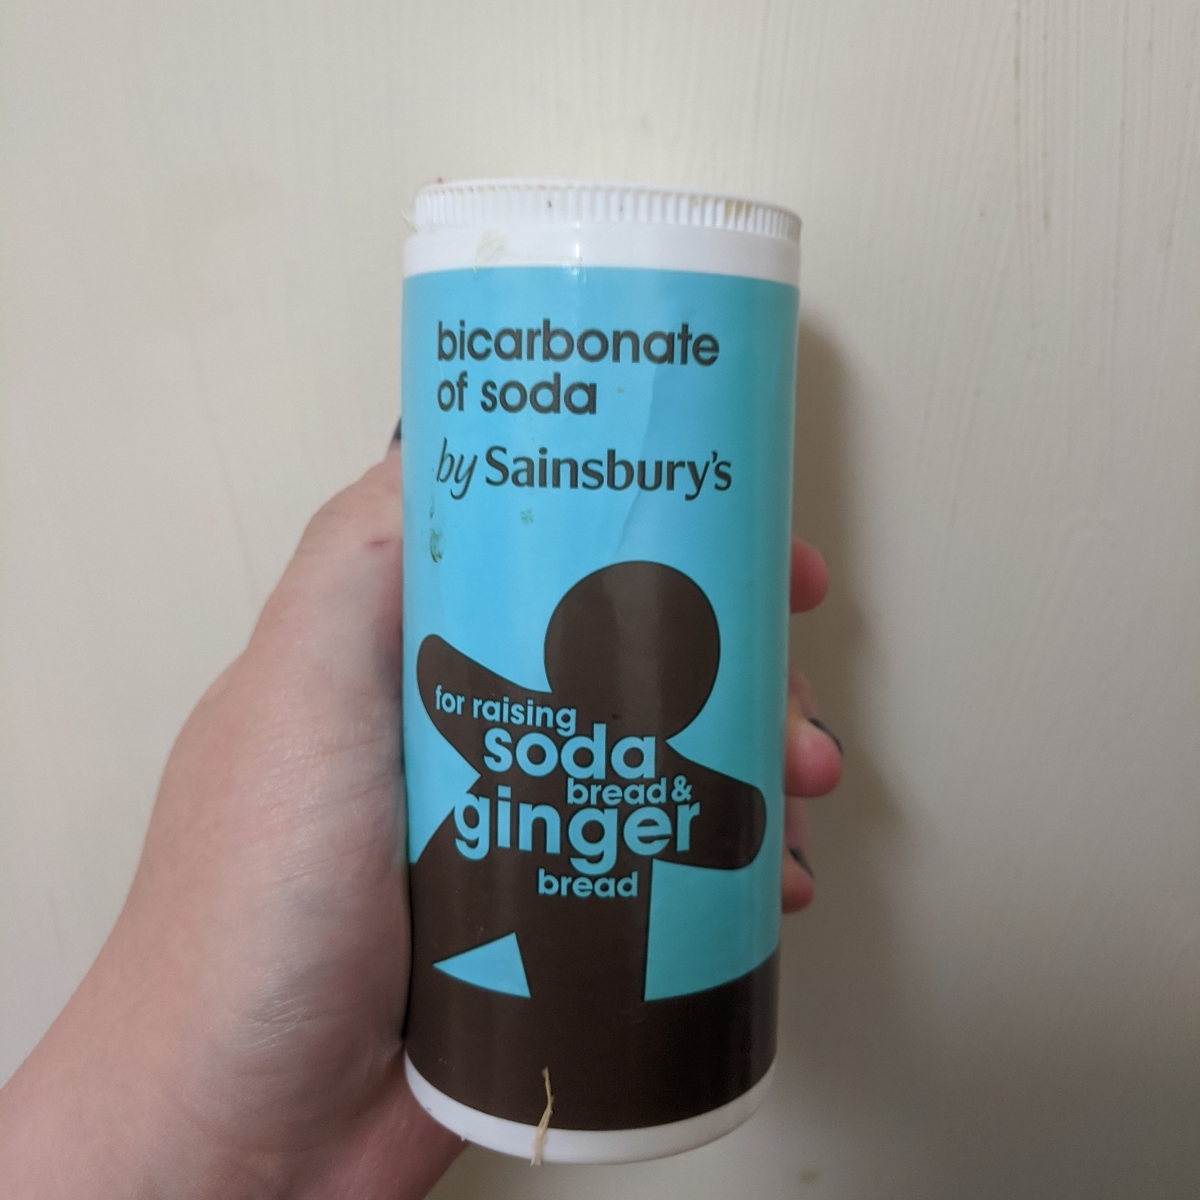 bicarbonate
of soda
by Sainsbury's
for raising
soda
bread &
ginger
bread